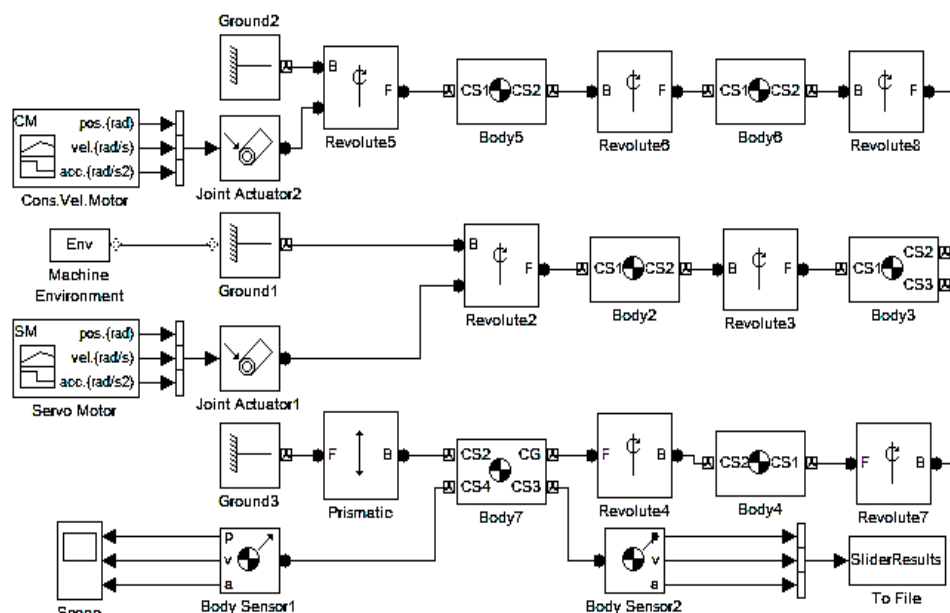 Ground2
B
F
Revolute5
CS1 CS2
Body5
B
F
Revolute6
CS1 CS2
Body6
B
F
Revolute8
CM
pos.(rad)
vel.(rad/s)
acc.(rad/s2)
Cons.Vel.Motor
Joint Actuator2
Env
Machine
Environment
Ground1
B
F
Revolute2
CS1 CS2
Body2
B
F
Revolute3
CS1
CS2
CS3
Body3
SM
pos.(rad)
vel.(rad/s)
acc.(rad/s2)
Servo Motor
Joint Actuator1
Ground3
F
B
Prismatic
CS2
CG
CS4
CS3
Body7
F
B
Revolute4
CS2 CS1
Body4
F
B
Revolute7
p
v
a
Body Sensor1
p
v
a
Body Sensor2
SliderResults
To File